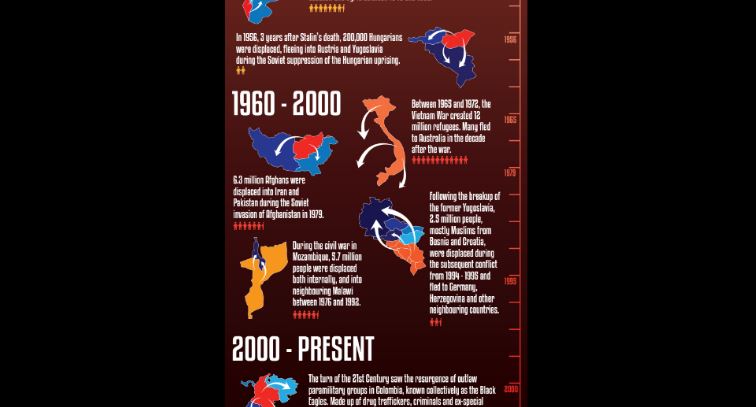 In 1956, 3 years after Stalin's death, 200,000 Hungarians
were displaced, fleeing into Austria and Yugoslavia
during the Soviet suppression of the Hungarian uprising.
1956
1960 - 2000
Between 1965 and 1972, the
Vietnam War created 12
million refugees. Many fled
to Australia in the decade
after the war.
1965
6.3 million Afghans were
displaced into Iran and
Pakistan during the Soviet
invasion of Afghanistan in 1979.
1979
Following the breakup of
the former Yugoslavia,
2.5 million people,
mostly Muslims from
Bosnia and Croatia,
were displaced during
the subsequent conflict
from 1994 - 1995 and
fled to Germany,
Herzegovina and other
neighbouring countries.
During the civil war in
Mozambique, 5.7 million
people were displaced
both internally, and into
neighbouring Malawi
between 1976 and 1992.
1995
2000 - PRESENT
The turn of the 21st Century saw the resurgence of outlaw
paramilitary groups in Colombia, known collectively as the Black
Eagles. Made up of drug traffickers, criminals and ex-special
2000